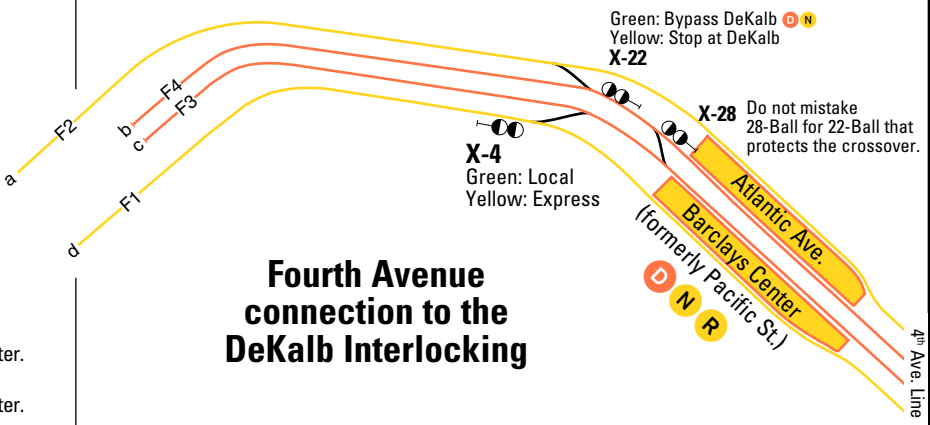 Green: Bypass DeKalb D N
Yellow: Stop at DeKalb
X-22
X-28
Do not mistake
28-Ball for 22-Ball that
protects the crossover.
F2
F4
F3
F1
a
b
c
d
X-4
Green: Local
Yellow: Express
Atlantic Ave.
Barclays Center
(formerly Pacific St.)
D N R
Fourth Avenue
connection to the
DeKalb Interlocking
4th Ave. Line
ter.
ter.